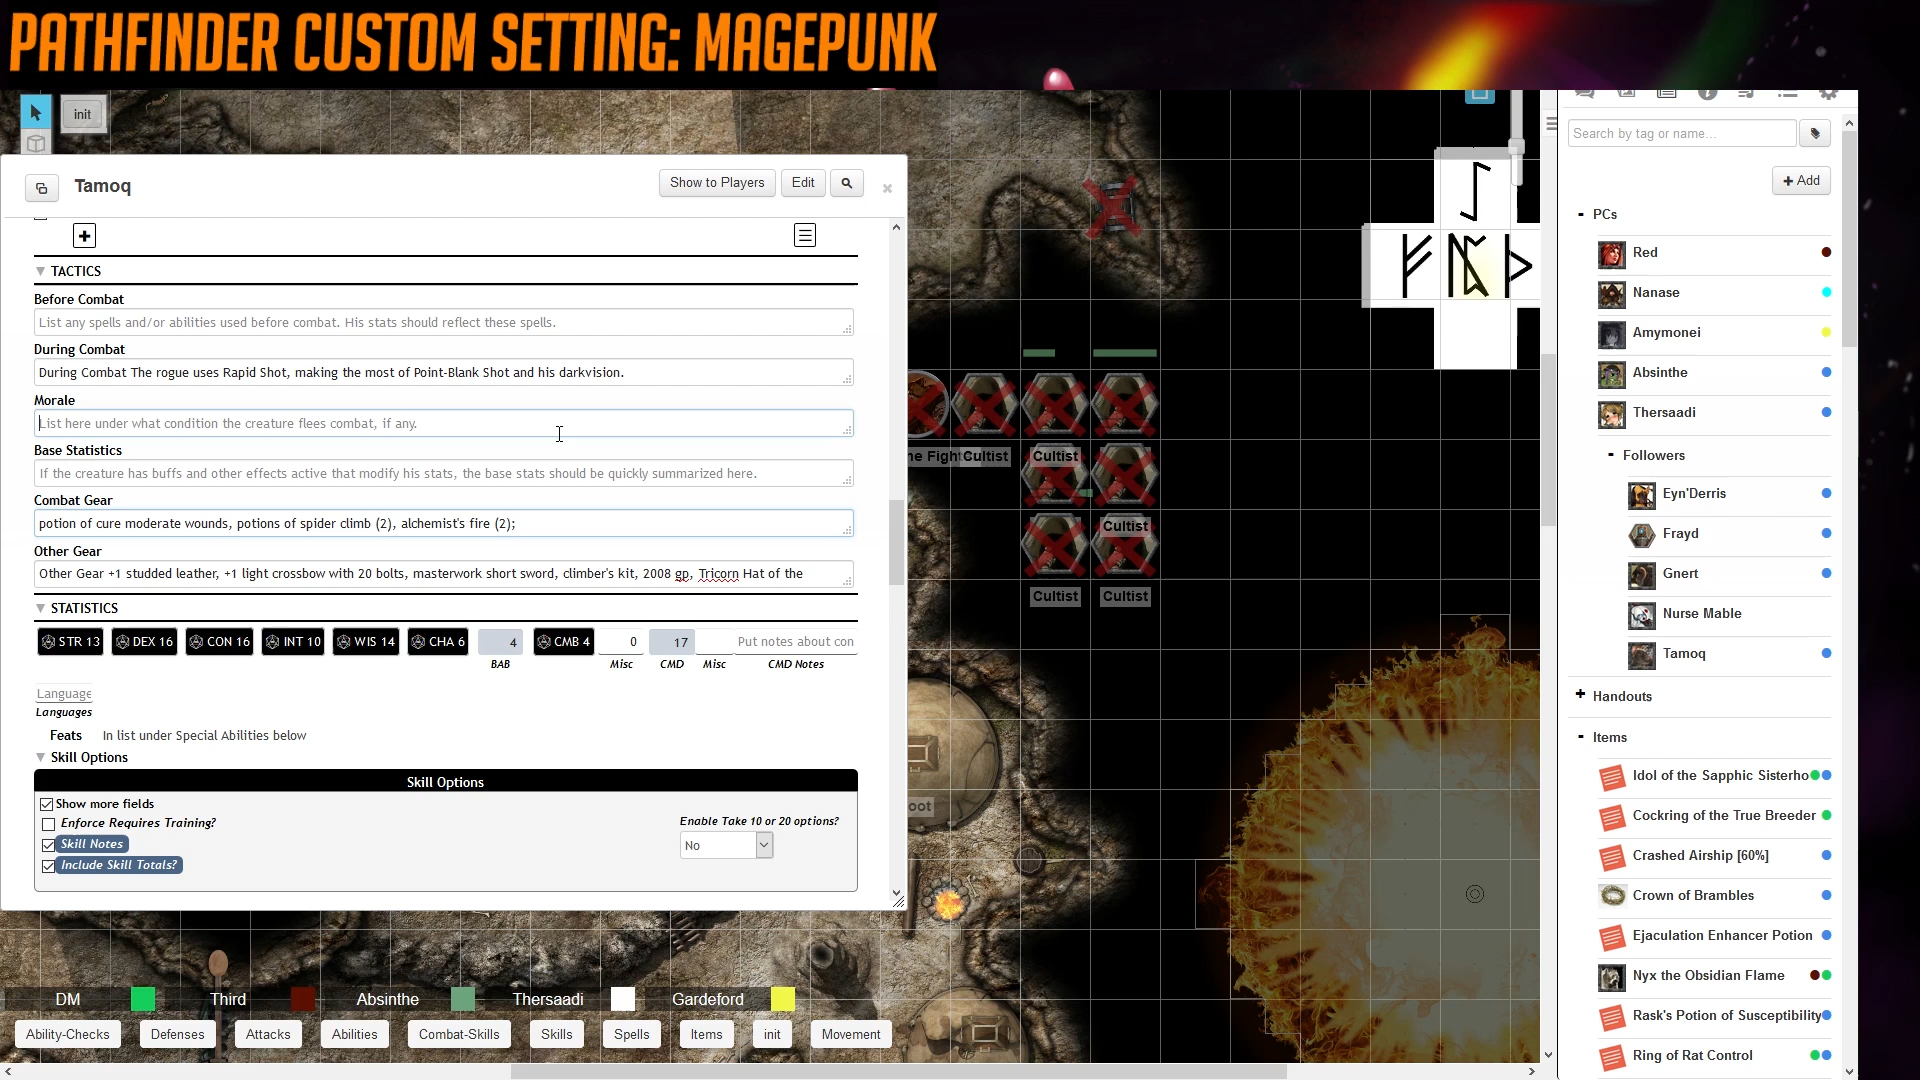 PATHFINDER CUSTOM SETTING: MAGEPUNK
init
Search by tag or name...
Add
Tamoq
Show to Players
Edit
TACTICS
Before Combat
List any spells and/or abilities used before combat. His stats should reflect these spells.
During Combat
During Combat The rogue uses Rapid Shot, making the most of Point-Blank Shot and his darkvision.
Morale
List here under what condition the creature flees combat, if any.
Base Statistics
If the creature has buffs and other effects active that modify his stats, the base stats should be quickly summarized here.
Combat Gear
potion of cure moderate wounds, potions of spider climb (2), alchemist's fire (2);
Other Gear
Other Gear +1 studded leather, +1 light crossbow with 20 bolts, masterwork short sword, climber's kit, 2008 gp, Tricorn Hat of the
STATISTICS
STR 13 DEX 16 CON 16 INT 10 WIS 14 CHA 6 4 CMB 4 0 17 Put notes about con
BAB Misc CMD Misc CMD Notes
Language
Languages
Feats In list under Special Abilities below
Skill Options
Skill Options
Show more fields
Enforce Requires Training?
Skill Notes
Include Skill Totals?
Enable Take 10 or 20 options?
No
ne Fight Cultist Cultist
Cultist
Cultist Cultist
oot
ᚠ ᚦ
PCs
Red
Nanase
Amymonei
Absinthe
Thersaadi
Followers
Eyn'Derris
Frayd
Gnert
Nurse Mable
Tamoq
Handouts
Items
Idol of the Sapphic Sisterho
Cockring of the True Breeder
Crashed Airship [60%]
Crown of Brambles
Ejaculation Enhancer Potion
Nyx the Obsidian Flame
Rask's Potion of Susceptibility
Ring of Rat Control
DM Third Absinthe Thersaadi Gardeford
Ability-Checks Defenses Attacks Abilities Combat-Skills Skills Spells Items init Movement